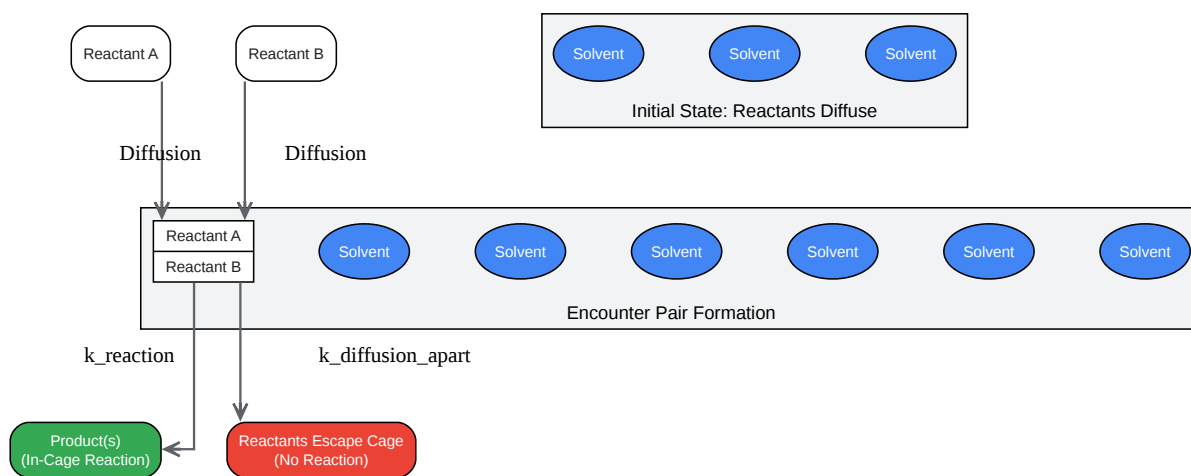 Reactant A
Reactant B
Solvent
Solvent
Solvent
Initial State: Reactants Diffuse
Diffusion
Diffusion
Reactant A
Reactant B
Solvent
Solvent
Solvent
Solvent
Solvent
Solvent
Encounter Pair Formation
k_reaction
k_diffusion_apart
Product(s)
(In-Cage Reaction)
Reactants Escape Cage
(No Reaction)